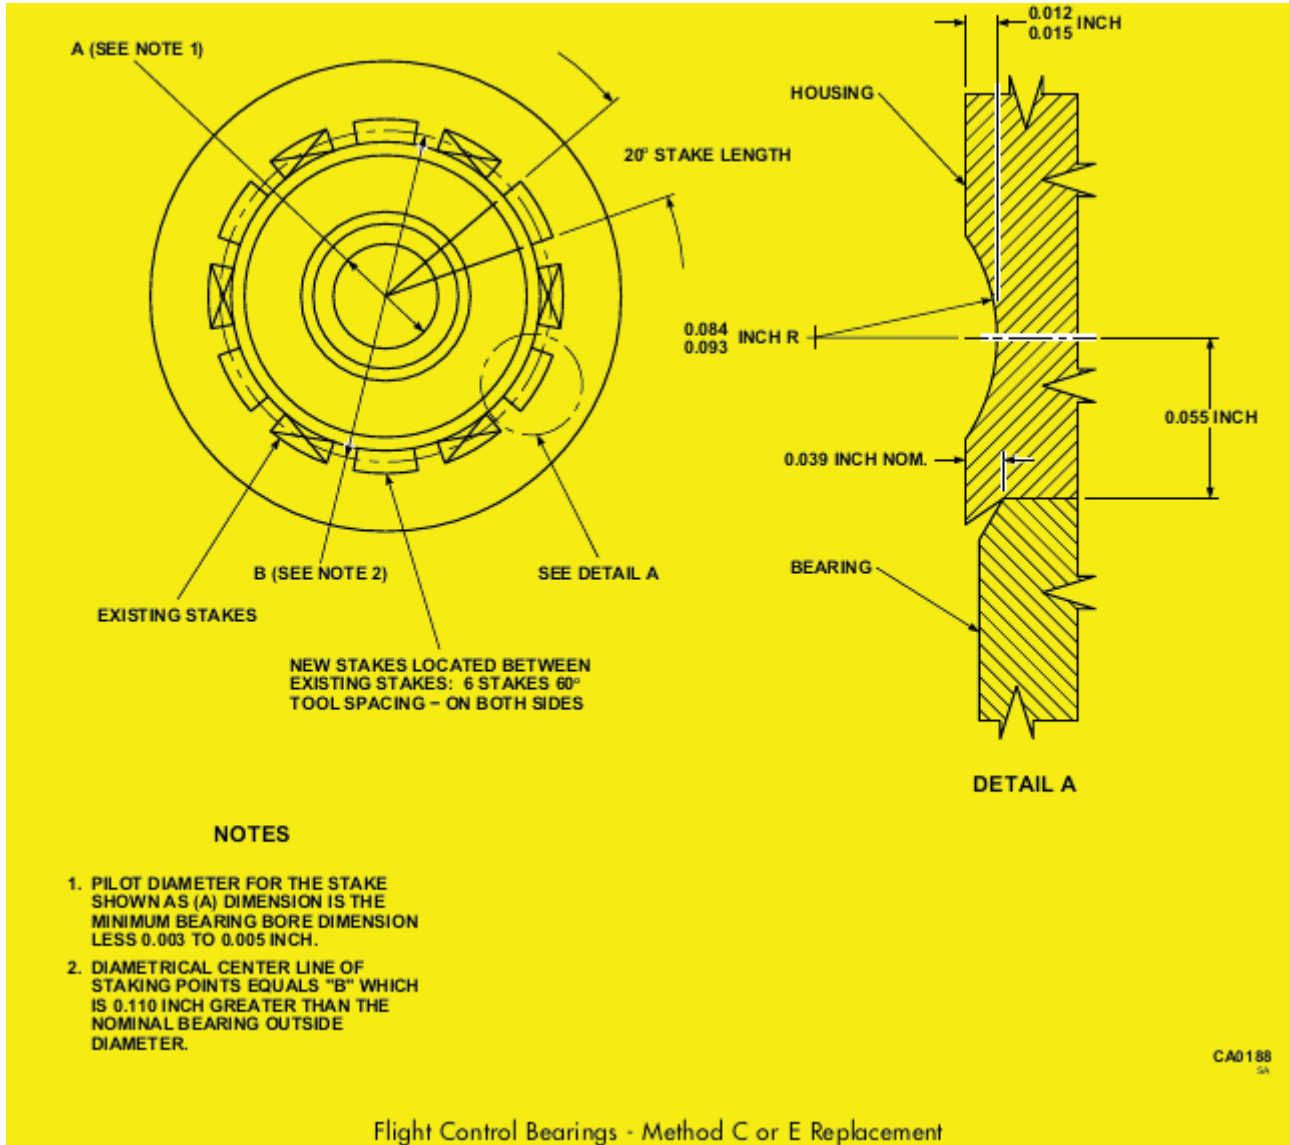 A (SEE NOTE 1)
0.012
0.015 INCH
HOUSING
20° STAKE LENGTH
0.084
0.093 INCH R
0.055 INCH
0.039 INCH NOM.
B (SEE NOTE 2)
SEE DETAIL A
BEARING
EXISTING STAKES
NEW STAKES LOCATED BETWEEN
EXISTING STAKES: 6 STAKES 60°
TOOL SPACING – ON BOTH SIDES
DETAIL A
NOTES
1. PILOT DIAMETER FOR THE STAKE
SHOWN AS (A) DIMENSION IS THE
MINIMUM BEARING BORE DIMENSION
LESS 0.003 TO 0.005 INCH.
2. DIAMETRICAL CENTER LINE OF
STAKING POINTS EQUALS "B" WHICH
IS 0.110 INCH GREATER THAN THE
NOMINAL BEARING OUTSIDE
DIAMETER.
CA0188
SA
Flight Control Bearings - Method C or E Replacement